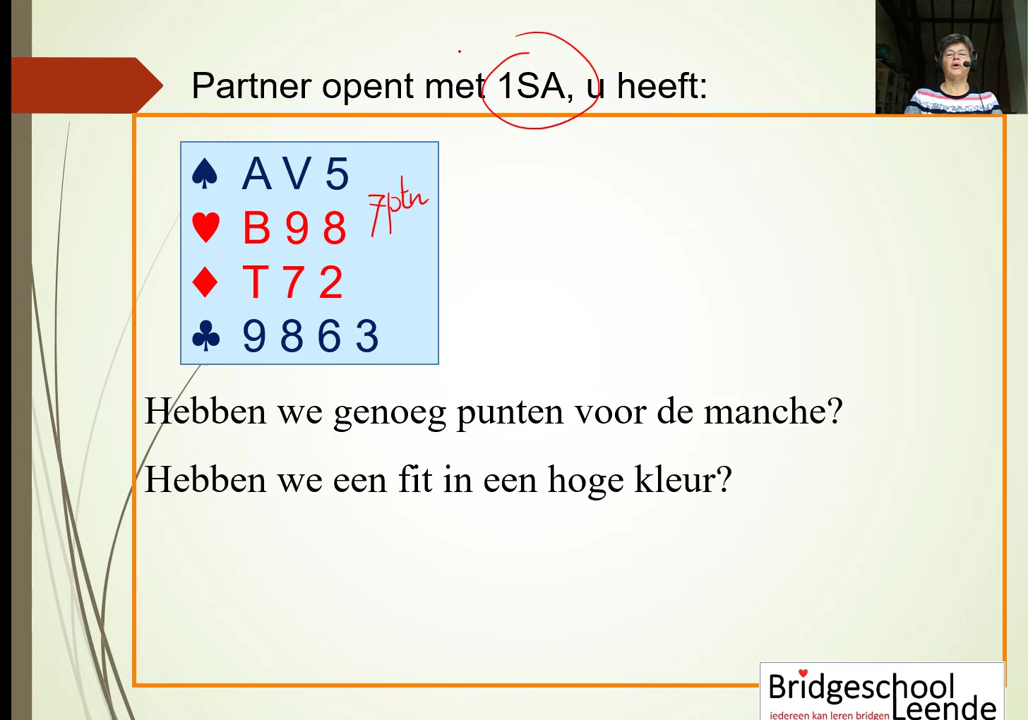 Partner opent met 1SA, u heeft:
♠ A V 5
7ptn
♥ B 9 8
♦ T 7 2
♣ 9 8 6 3
Hebben we genoeg punten voor de manche?
Hebben we een fit in een hoge kleur?
Bridgeschool
Leende
iedereen kan leren bridgen